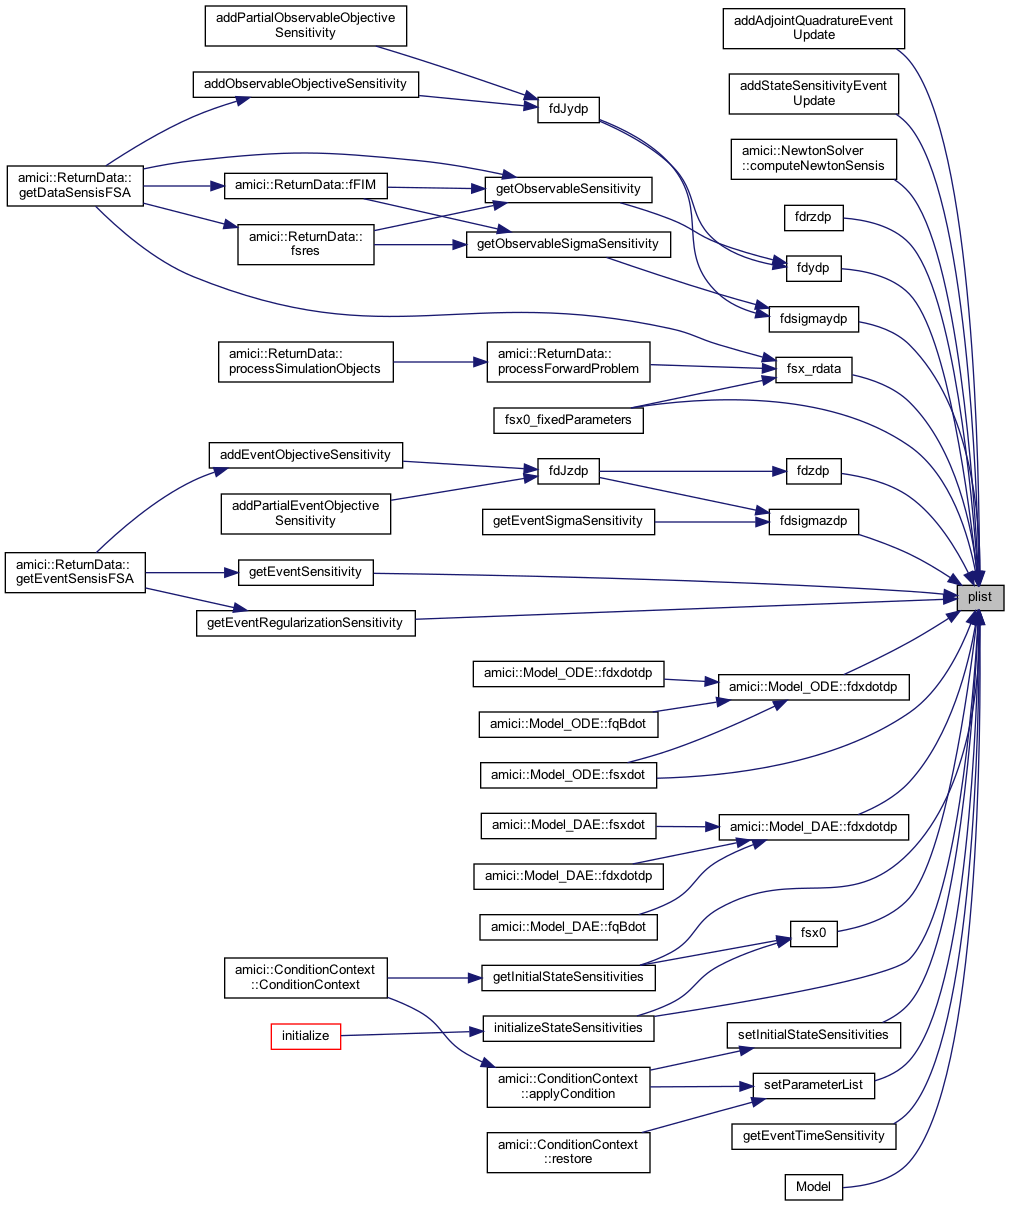 addPartialObservableObjective
Sensitivity
addAdjointQuadratureEvent
Update
addObservableObjectiveSensitivity
fdJydp
addStateSensitivityEvent
Update
amici::NewtonSolver
::computeNewtonSensis
amici::ReturnData::
getDataSensisFSA
amici::ReturnData::fFIM
getObservableSensitivity
fdrzdp
amici::ReturnData::
fsres
getObservableSigmaSensitivity
fdydp
fdsigmaydp
amici::ReturnData::
processSimulationObjects
amici::ReturnData::
processForwardProblem
fsx_rdata
fsx0_fixedParameters
addEventObjectiveSensitivity
fdJzdp
fdzdp
addPartialEventObjective
Sensitivity
getEventSigmaSensitivity
fdsigmazdp
amici::ReturnData::
getEventSensisFSA
getEventSensitivity
plist
getEventRegularizationSensitivity
amici::Model_ODE::fdxdotdp
amici::Model_ODE::fdxdotdp
amici::Model_ODE::fqBdot
amici::Model_ODE::fsxdot
amici::Model_DAE::fsxdot
amici::Model_DAE::fdxdotdp
amici::Model_DAE::fdxdotdp
amici::Model_DAE::fqBdot
fsx0
amici::ConditionContext
::ConditionContext
getInitialStateSensitivities
initialize
initializeStateSensitivities
setInitialStateSensitivities
amici::ConditionContext
::applyCondition
setParameterList
amici::ConditionContext
::restore
getEventTimeSensitivity
Model